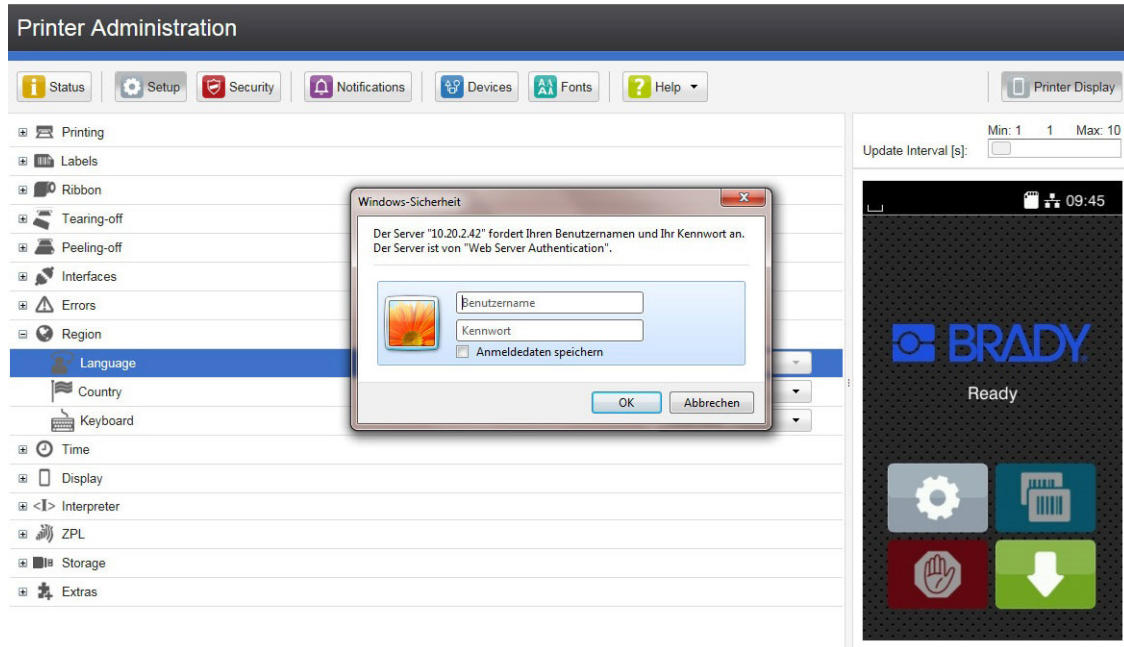 Printer Administration
Status Setup Security Notifications Devices Fonts Help Printer Display
Printing
Labels
Ribbon
Tearing-off
Peeling-off
Interfaces
Errors
Region
Language
Country
Keyboard
Time
Display
<I> Interpreter
ZPL
Storage
Extras
Windows-Sicherheit
Der Server "10.20.2.42" fordert Ihren Benutzernamen und Ihr Kennwort an.
Der Server ist von "Web Server Authentication".
Benutzername
Kennwort
Anmeldedaten speichern
OK Abbrechen
Min: 1 1 Max: 10
Update Interval [s]:
09:45
BRADY
Ready